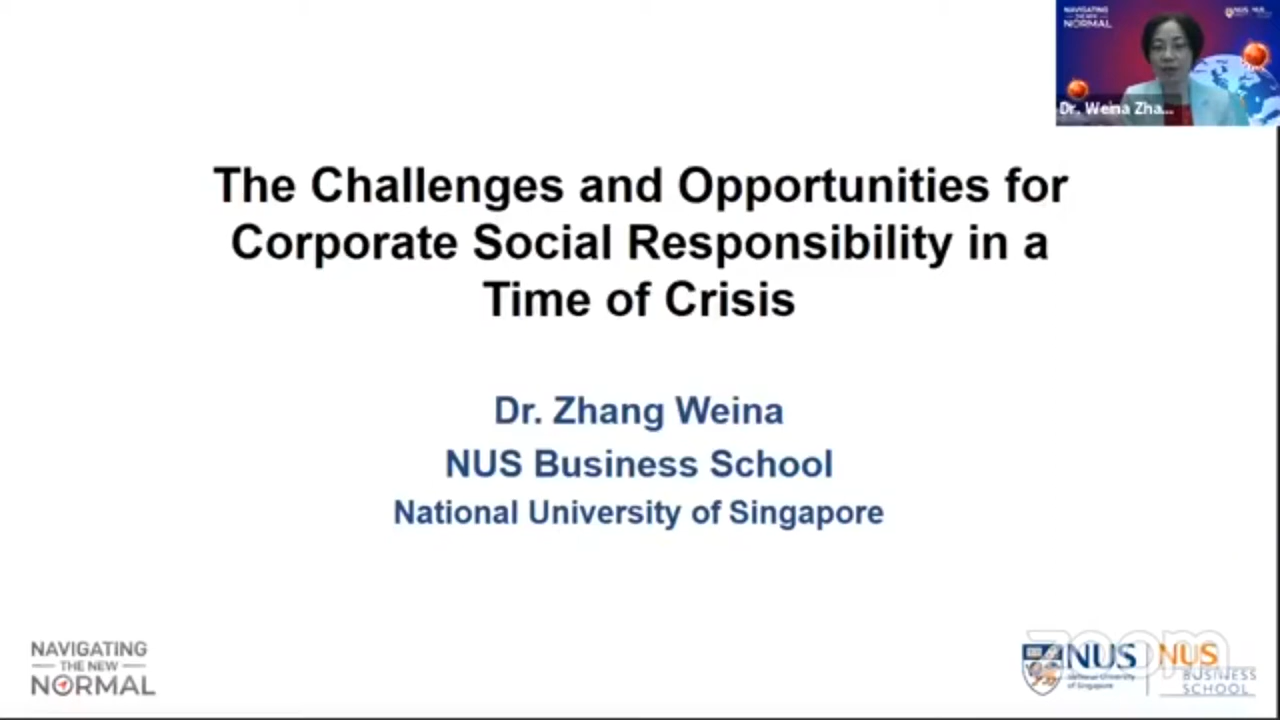 NAVIGATING
THE NEW
NORMAL
NUS
Dr. Weina Zha...
The Challenges and Opportunities for
Corporate Social Responsibility in a
Time of Crisis
Dr. Zhang Weina
NUS Business School
National University of Singapore
NAVIGATING
THE NEW
NORMAL
zoom
NUS
National University
of Singapore
NUS
BUSINESS
SCHOOL